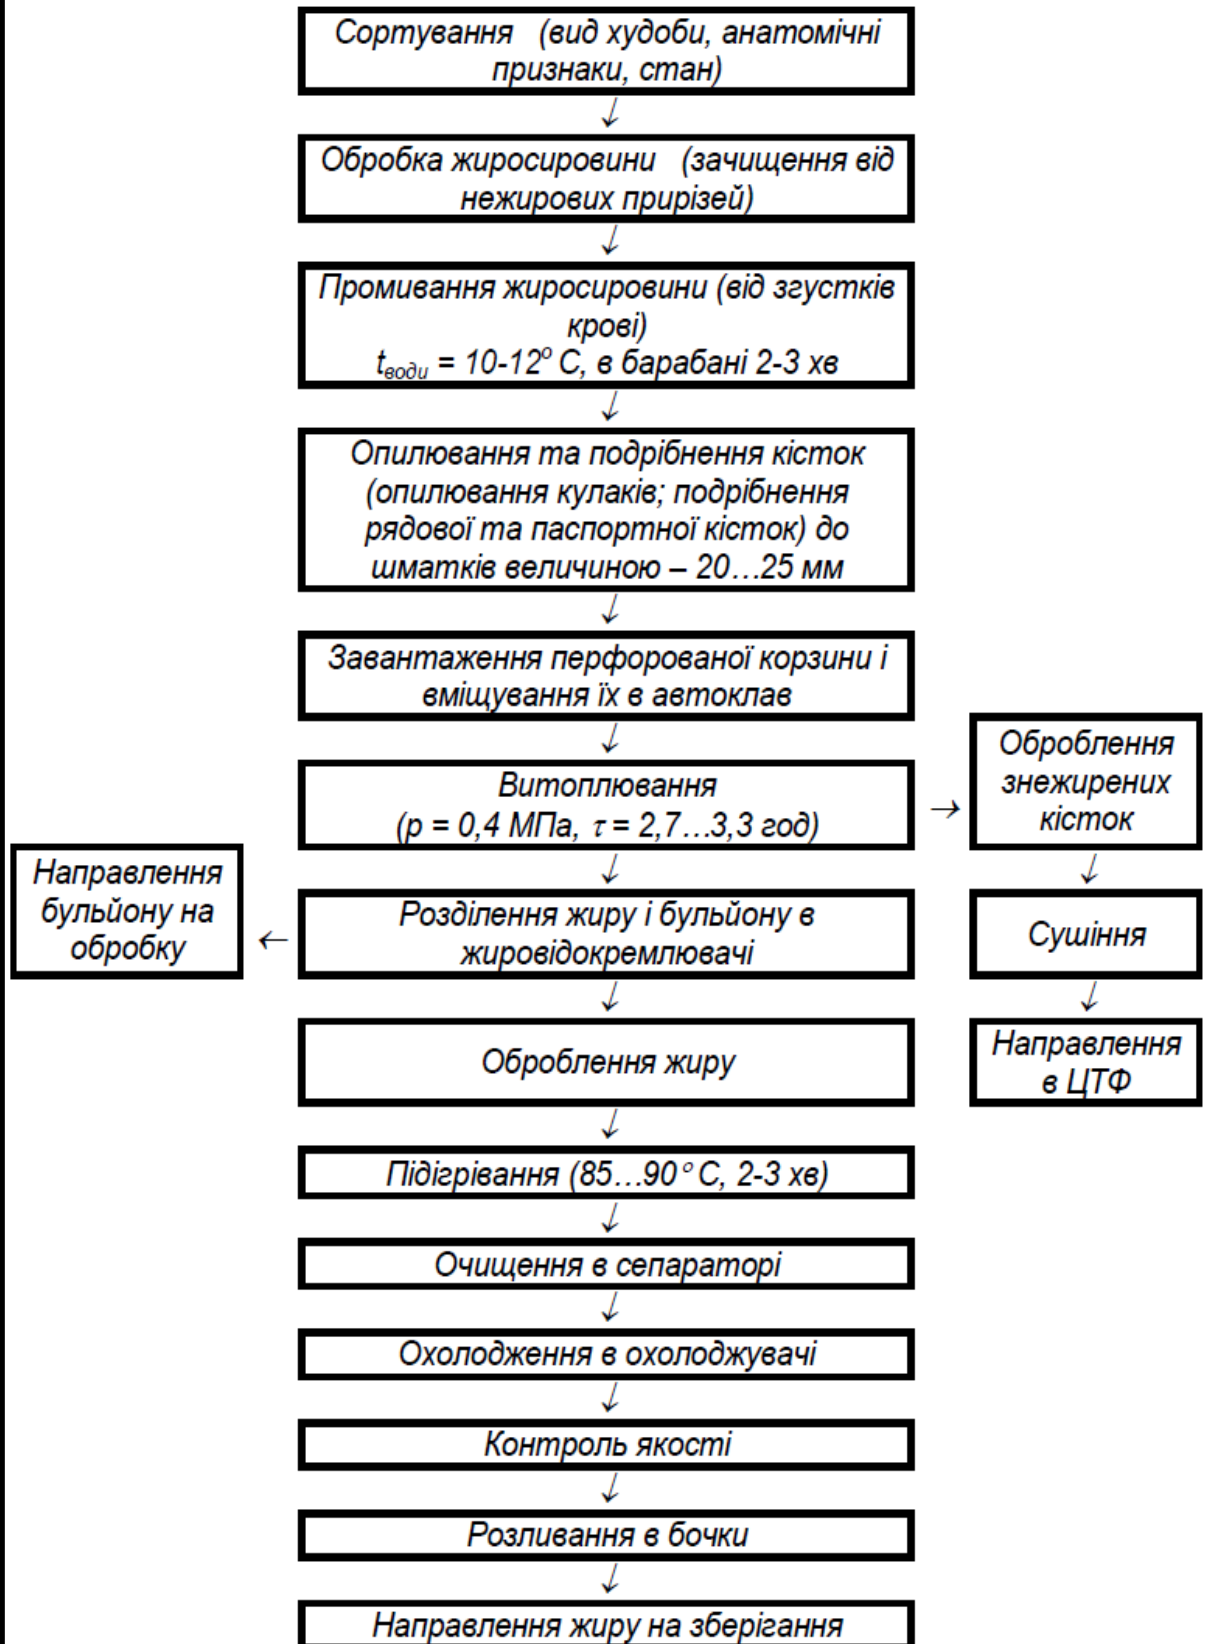 Сортування (вид худоби, анатомічні
признаки, стан)
↓
Обробка жиросировини (зачищення від
нежирових прирізей)
↓
Промивання жиросировини (від згустків
крові)
tводи = 10-12° С, в барабані 2-3 хв
↓
Опилювання та подрібнення кісток
(опилювання кулаків; подрібнення
рядової та паспортної кісток) до
шматків величиною – 20…25 мм
↓
Завантаження перфорованої корзини і
вміщування їх в автоклав
↓
Витоплювання
(р = 0,4 МПа, τ = 2,7…3,3 год)
→
Оброблення
знежирених
кісток
↓
Сушіння
↓
Направлення
в ЦТФ
↓
Розділення жиру і бульйону в
жировідокремлювачі
←
Направлення
бульйону на
обробку
↓
Оброблення жиру
↓
Підігрівання (85…90° С, 2-3 хв)
↓
Очищення в сепараторі
↓
Охолодження в охолоджувачі
↓
Контроль якості
↓
Розливання в бочки
↓
Направлення жиру на зберігання